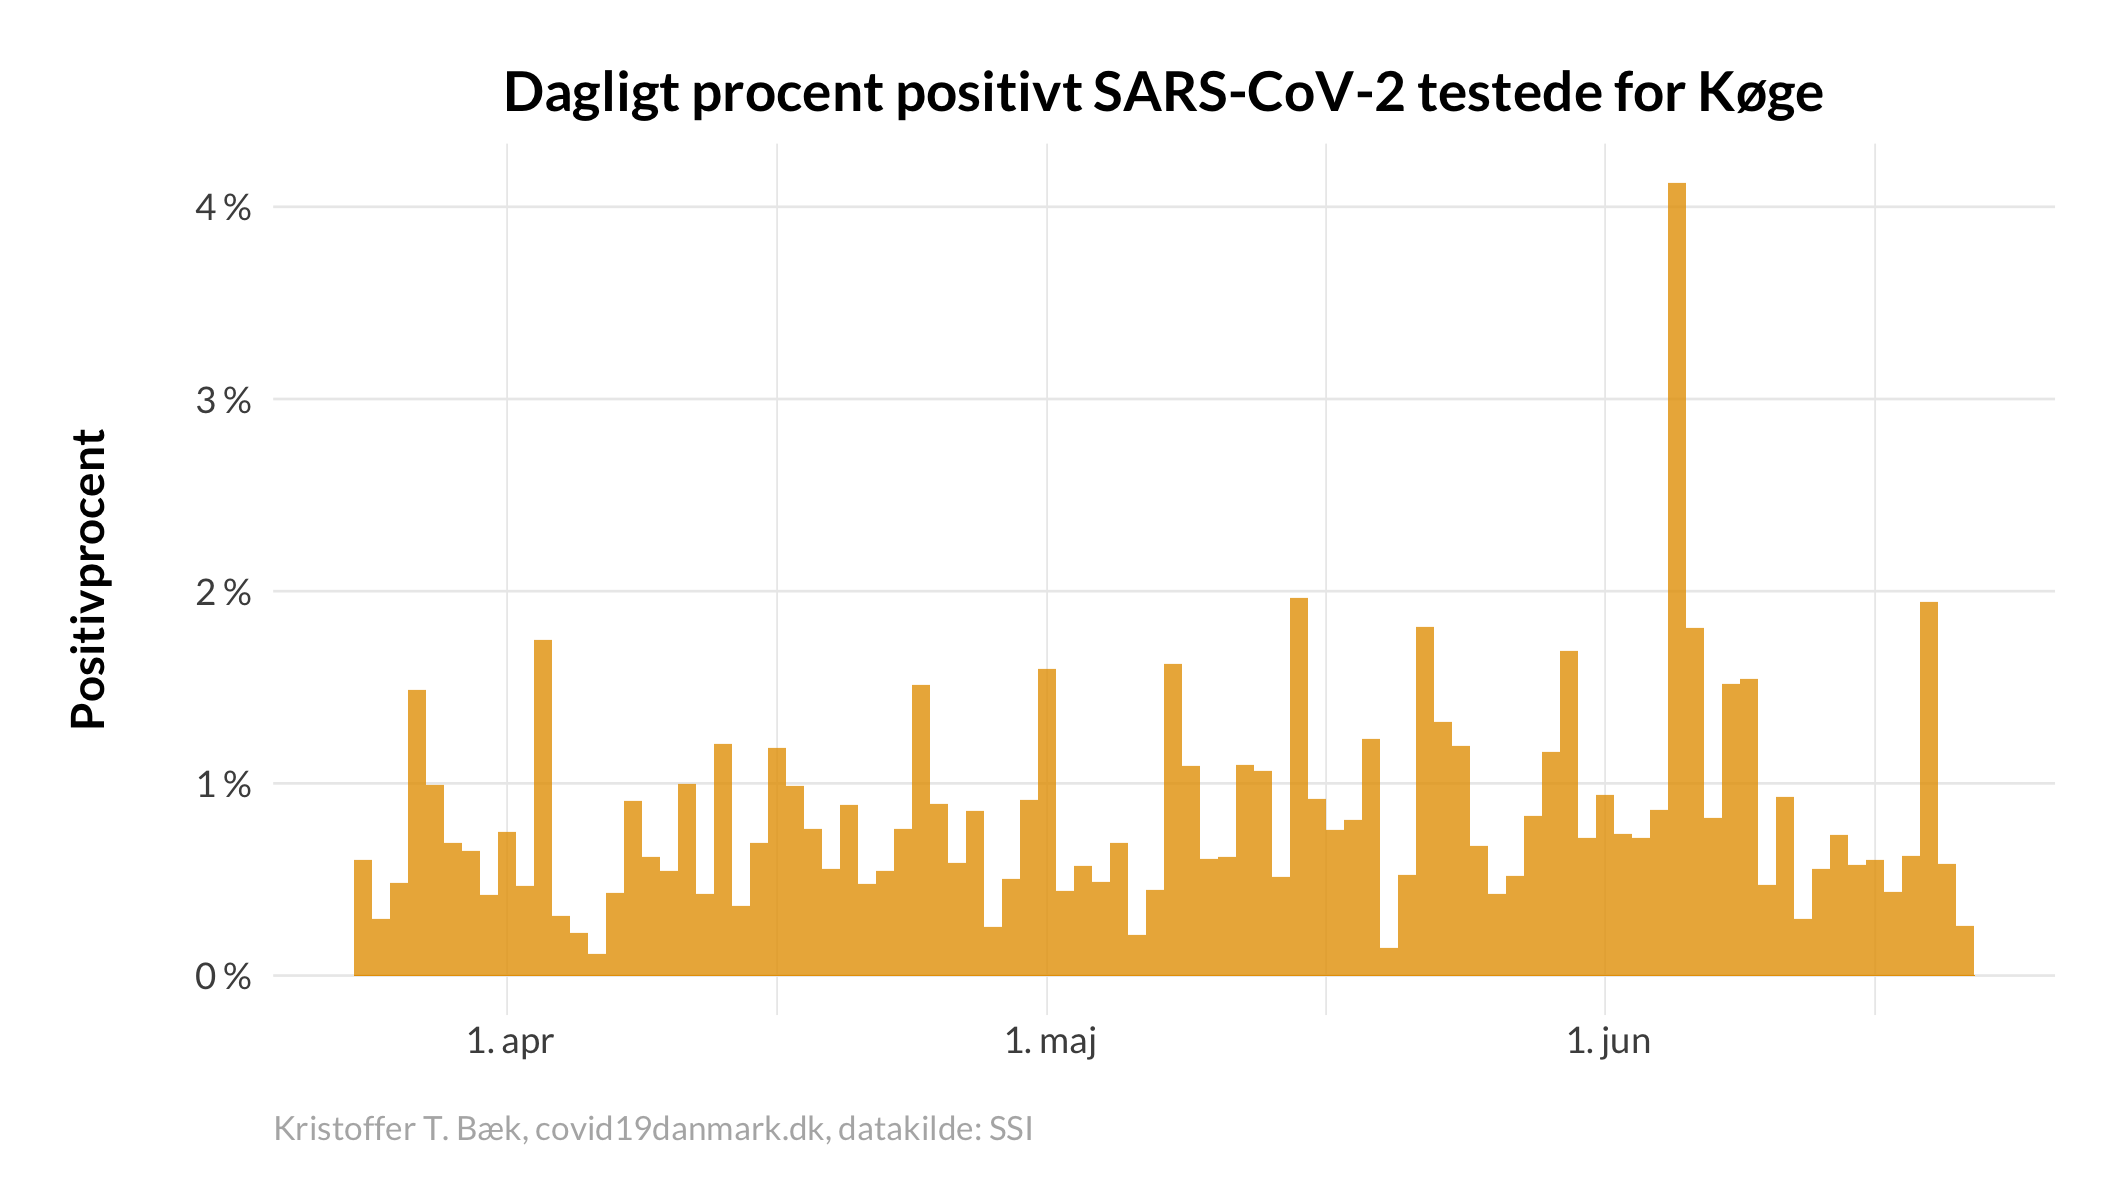 Dagligt procent positivt SARS-CoV-2 testede for Køge
Positivprocent
4 %
3 %
2 %
1 %
0 %
1. apr
1. maj
1. jun
Kristoffer T. Bæk, covid19danmark.dk, datakilde: SSI